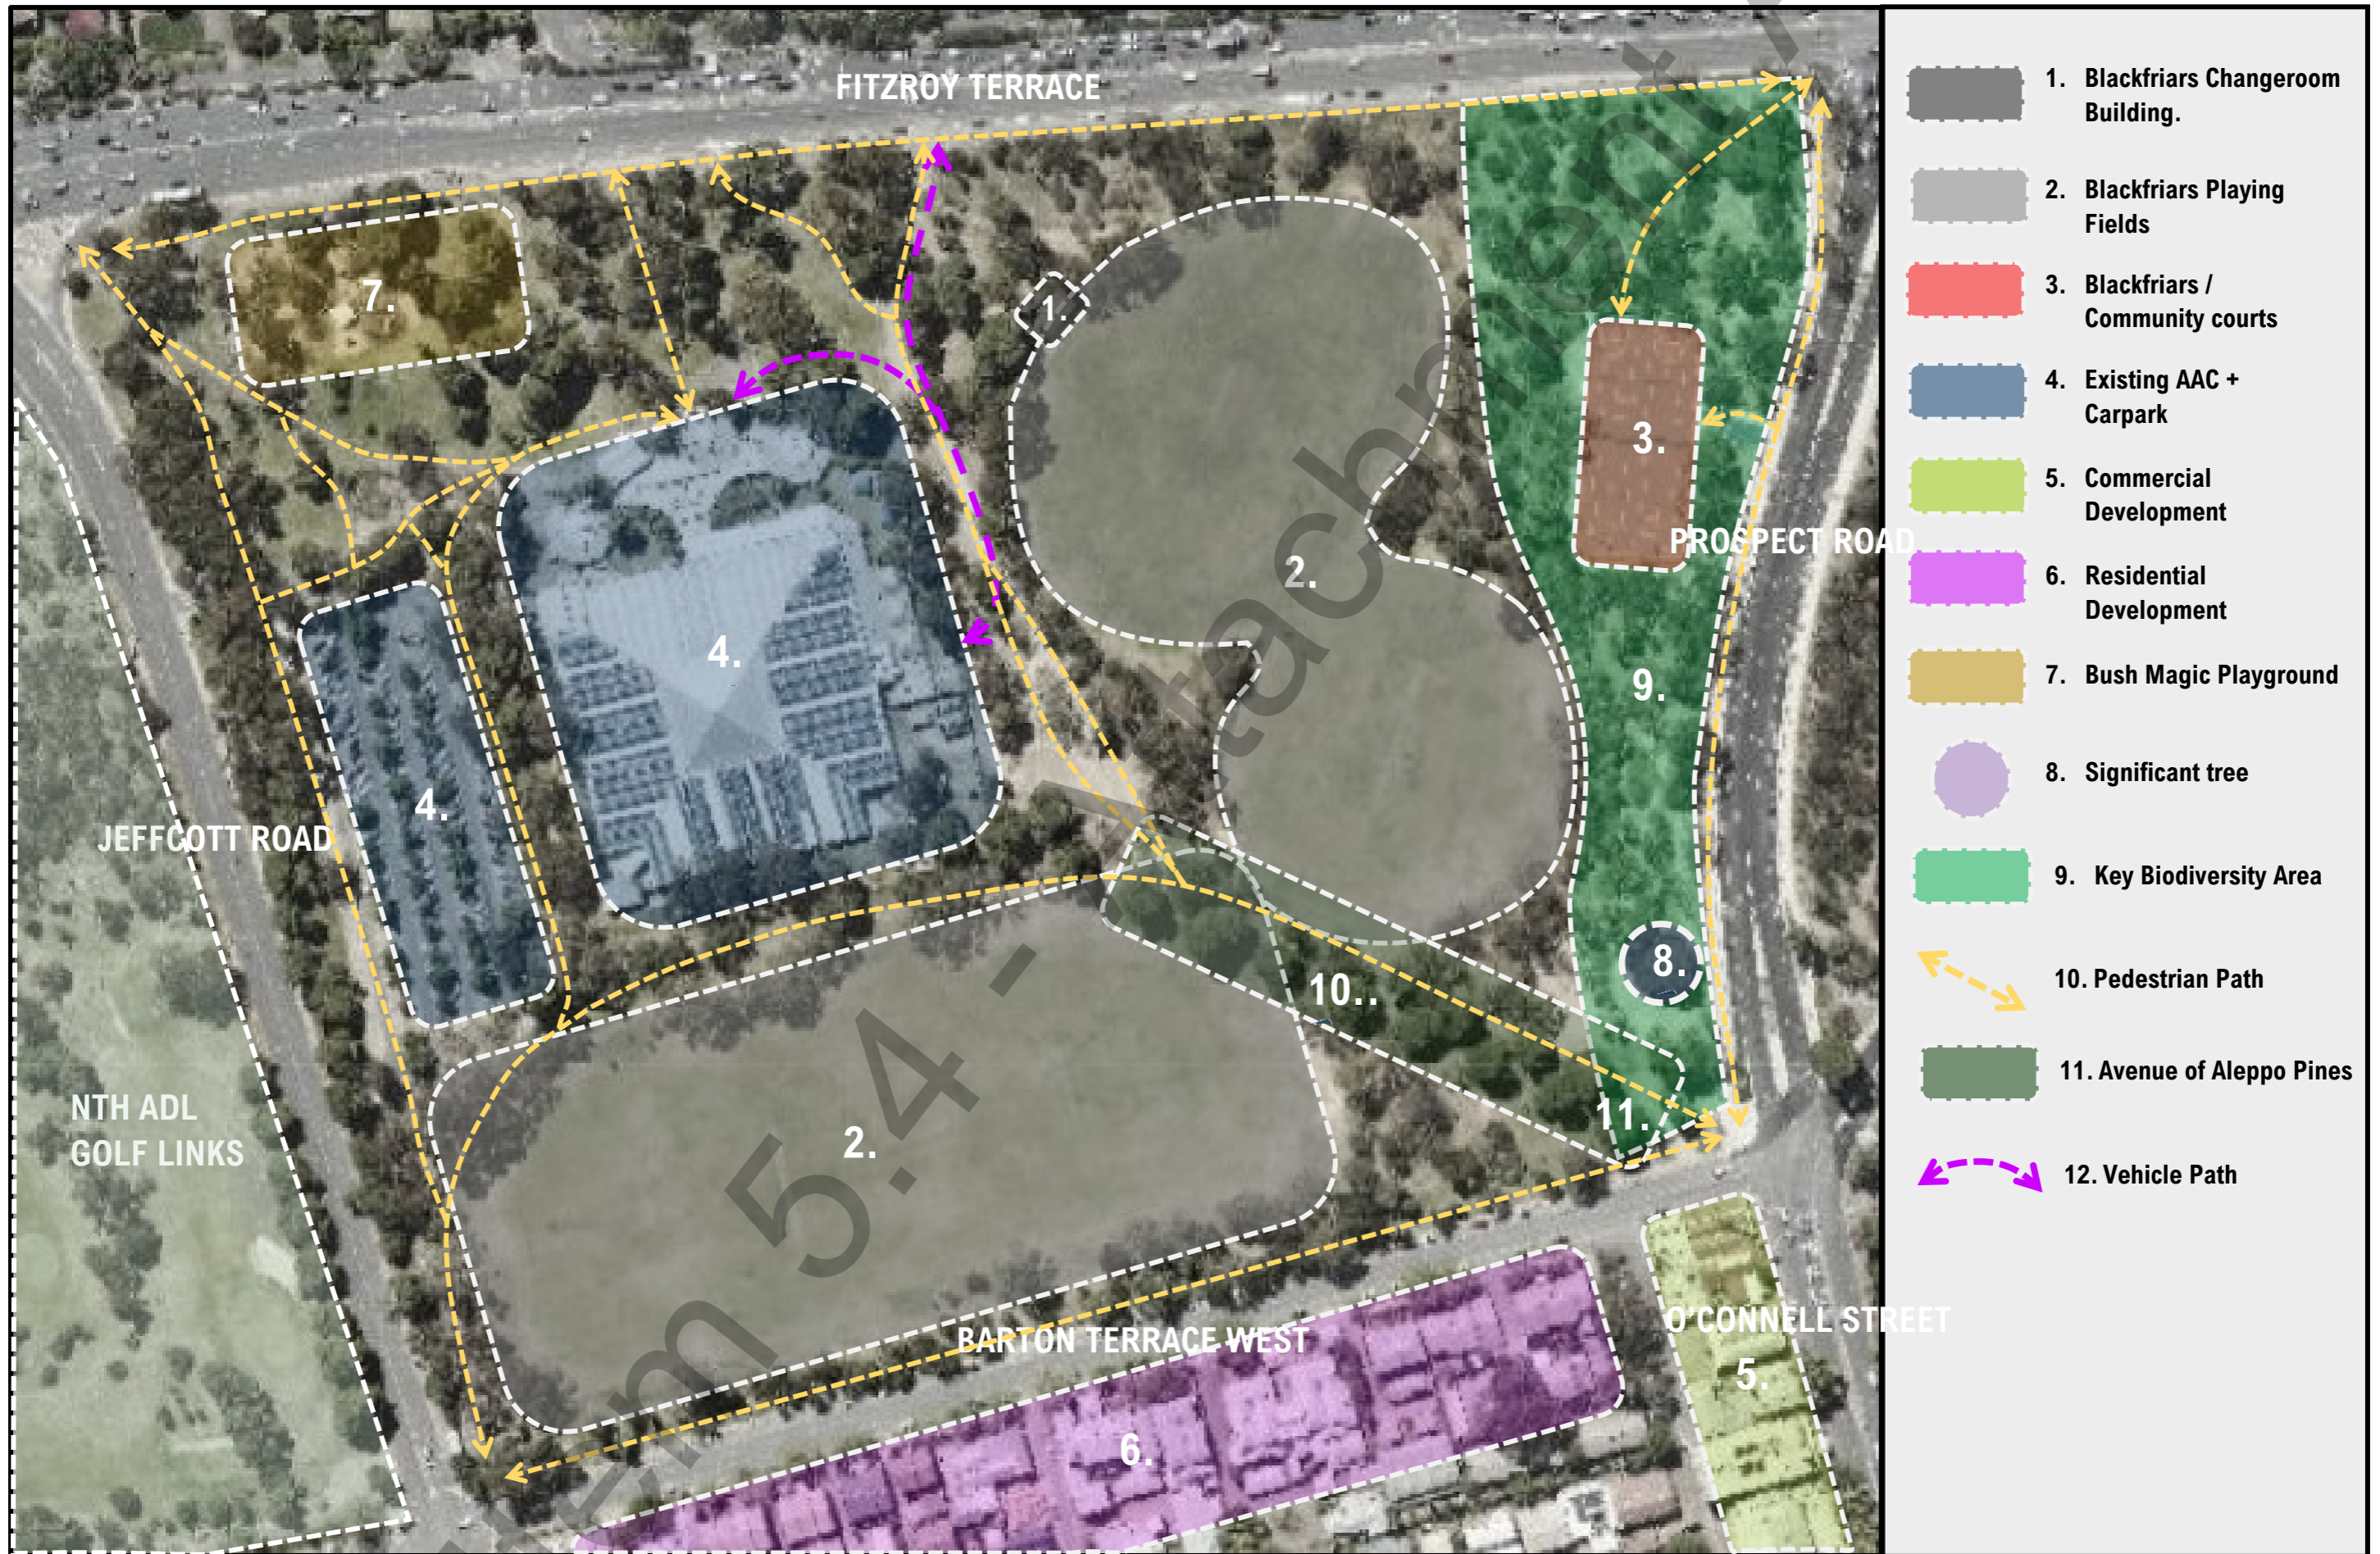 FITZROY TERRACE
7.
1.
3.
PROSPECT ROAD
2.
4.
9.
4.
JEFFCOTT ROAD
8.
10..
NTH ADL
GOLF LINKS
11.
2.
O'CONNELL STREET
BARTON TERRACE WEST
5.
6.
Item 5.4 - Attachment A
1. Blackfriars Changeroom
Building.
2. Blackfriars Playing
Fields
3. Blackfriars /
Community courts
4. Existing AAC +
Carpark
5. Commercial
Development
6. Residential
Development
7. Bush Magic Playground
8. Significant tree
9. Key Biodiversity Area
10. Pedestrian Path
11. Avenue of Aleppo Pines
12. Vehicle Path